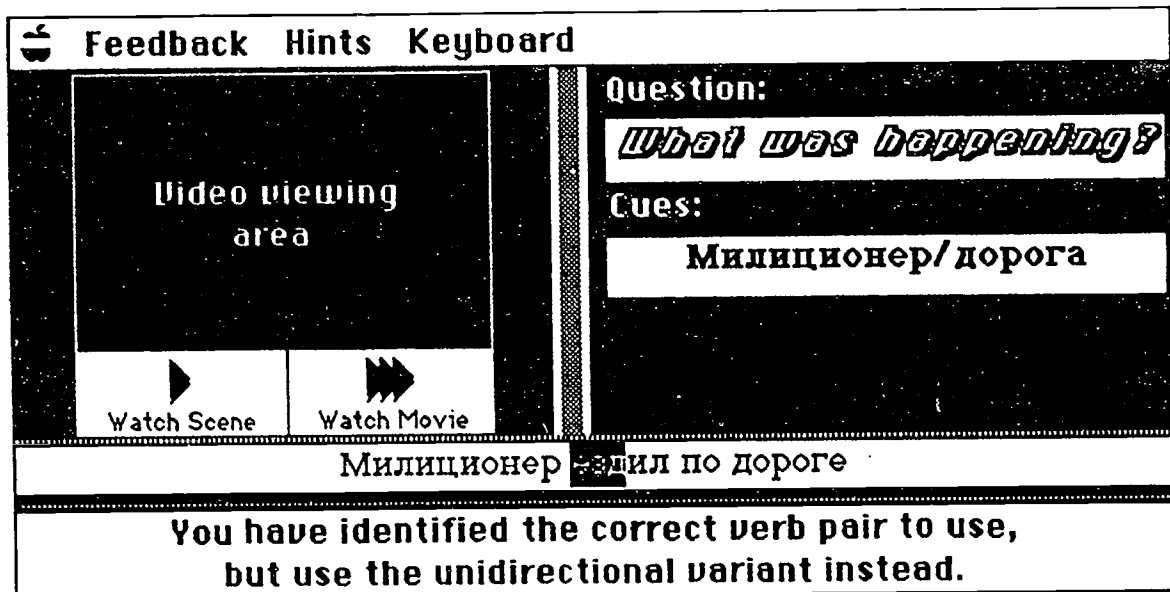 Feedback Hints Keyboard
Video viewing
area
Watch Scene
Watch Movie
Question:
What was happening?
Cues:
Милиционер/дорога
Милиционер по дороге
You have identified the correct verb pair to use,
but use the unidirectional variant instead.